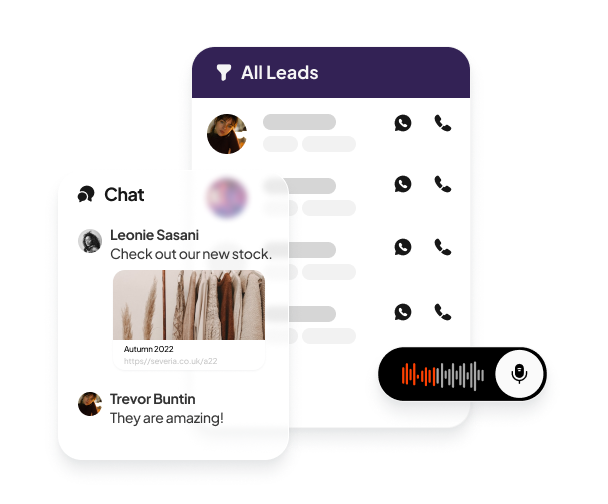 All Leads
Chat
Leonie Sasani
Check out our new stock.
Autumn 2022
https//severia.co.uk/a22
Trevor Buntin
They are amazing!